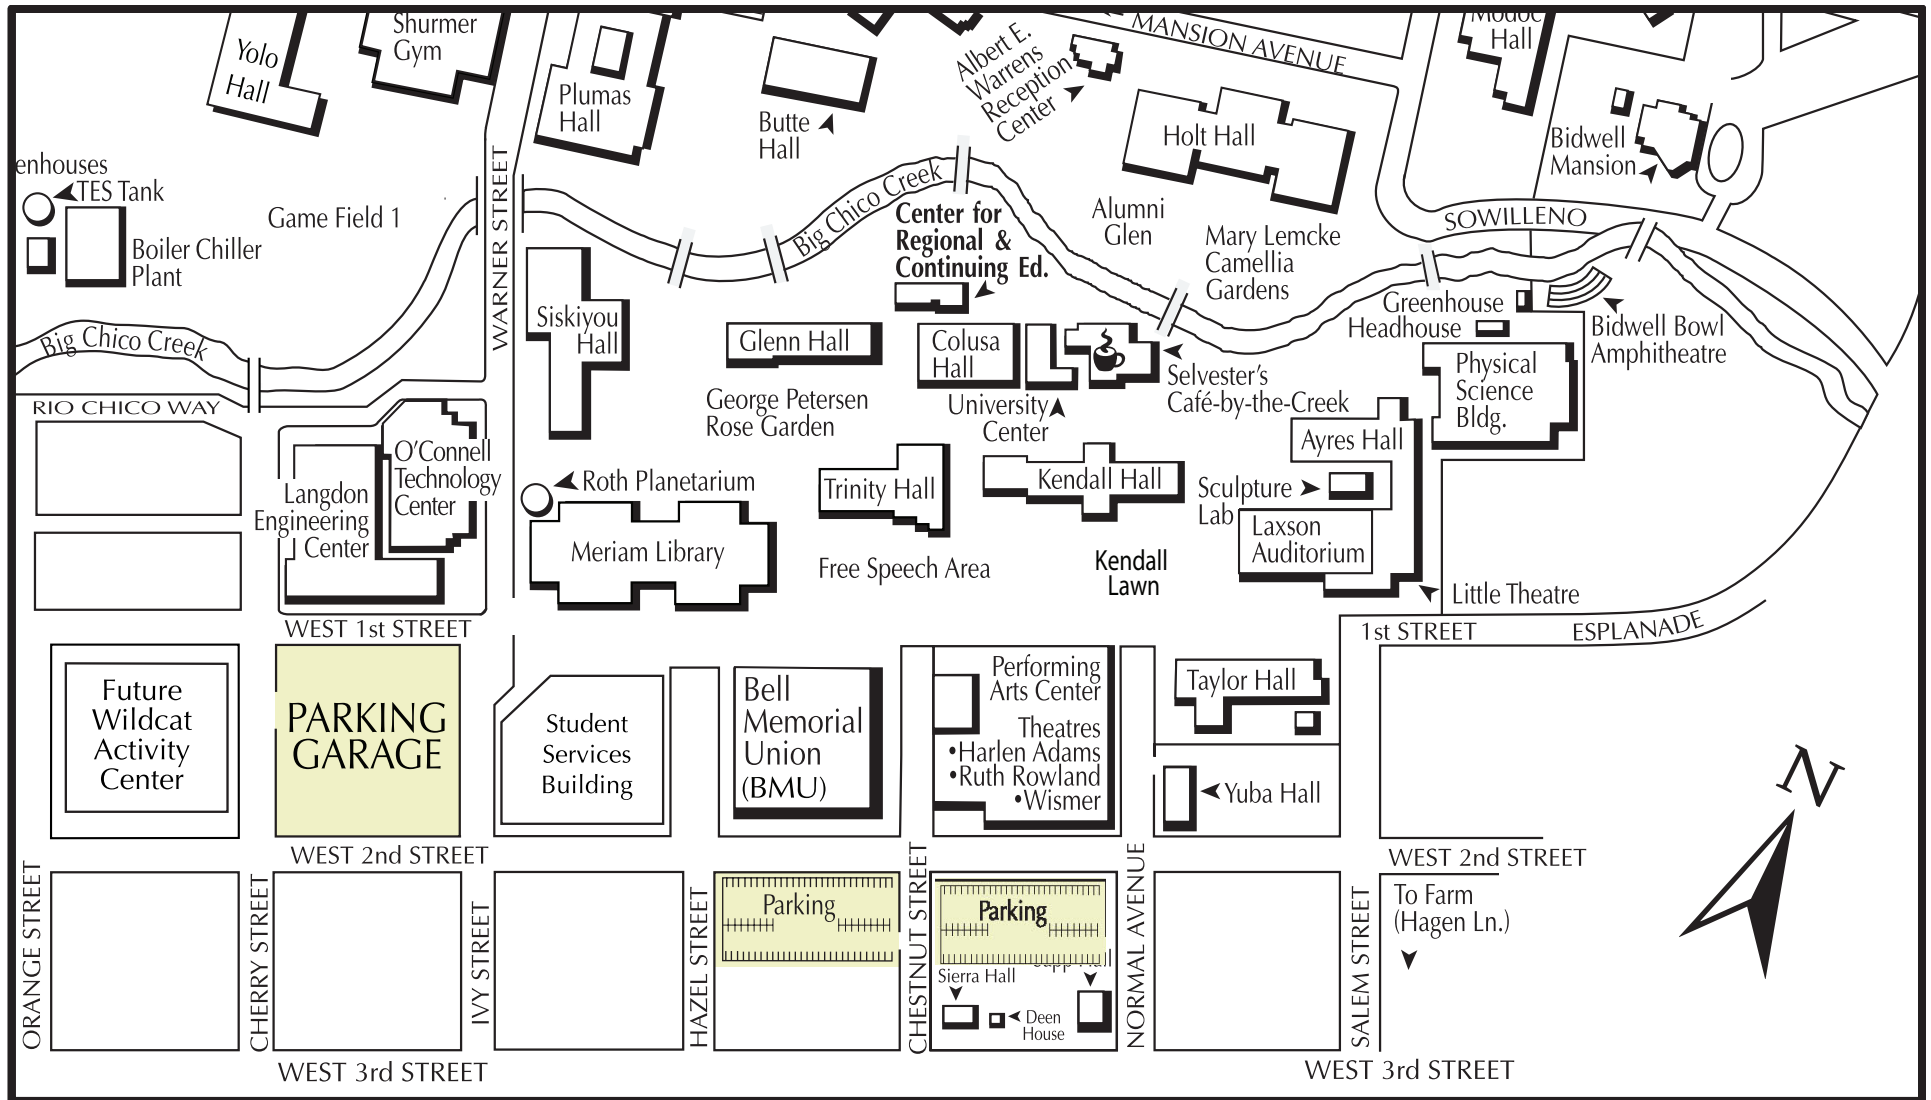 Yolo
Hall
Shurmer
Gym
Plumas
Hall
Butte
Hall
Albert E.
Warrens
Reception
Center
MANSION AVENUE
Holt Hall
Modoc
Hall
Bidwell
Mansion
enhouses
TES Tank
Boiler Chiller
Plant
Game Field 1
WARNER STREET
Big Chico Creek
Center for
Regional &
Continuing Ed.
Alumni
Glen
Mary Lemcke
Camellia
Gardens
SOWILLENO
Greenhouse
Headhouse
Bidwell Bowl
Amphitheatre
Big Chico Creek
RIO CHICO WAY
Siskiyou
Hall
Glenn Hall
Colusa
Hall
Selvester's
Café-by-the-Creek
Physical
Science
Bldg.
George Petersen
Rose Garden
University
Center
Ayres Hall
O'Connell
Technology
Center
Langdon
Engineering
Center
Roth Planetarium
Meriam Library
Trinity Hall
Kendall Hall
Sculpture
Lab
Laxson
Auditorium
Free Speech Area
Kendall
Lawn
Little Theatre
WEST 1st STREET
1st STREET
ESPLANADE
Future
Wildcat
Activity
Center
PARKING
GARAGE
Student
Services
Building
Bell
Memorial
Union
(BMU)
Performing
Arts Center
Theatres
•Harlen Adams
•Ruth Rowland
•Wismer
Taylor Hall
Yuba Hall
N
WEST 2nd STREET
WEST 2nd STREET
ORANGE STREET
CHERRY STREET
IVY STREET
HAZEL STREET
Parking
CHESTNUT STREET
Parking
Sierra Hall
Deen
House
NORMAL AVENUE
SALEM STREET
To Farm
(Hagen Ln.)
WEST 3rd STREET
WEST 3rd STREET